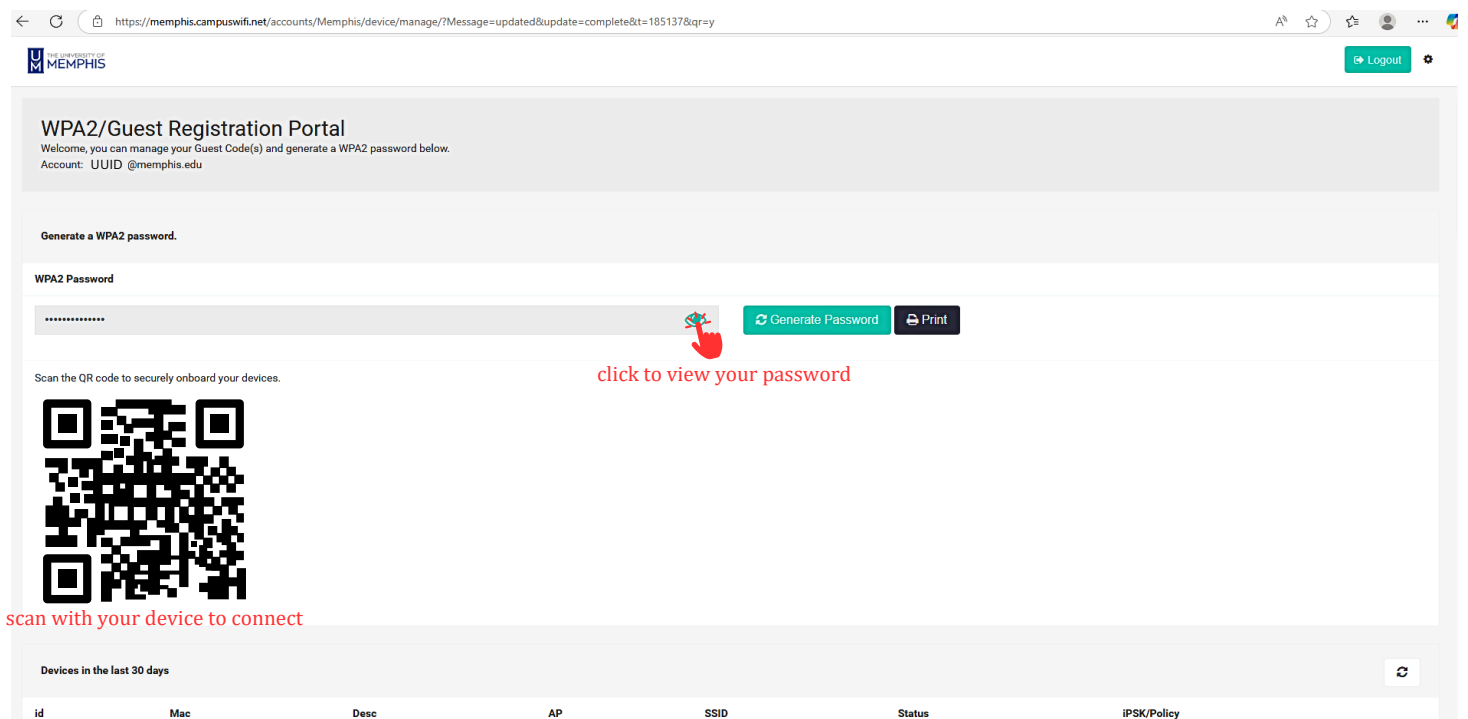 https://memphis.campuswifi.net/accounts/Memphis/device/manage/?Message=updated&update=complete&t=185137&qr=y
THE UNIVERSITY OF
MEMPHIS
Logout
WPA2/Guest Registration Portal
Welcome, you can manage your Guest Code(s) and generate a WPA2 password below.
Account: UUID @memphis.edu
Generate a WPA2 password.
WPA2 Password
•••••••••••••• Generate Password Print
click to view your password
Scan the QR code to securely onboard your devices.
scan with your device to connect
Devices in the last 30 days
id Mac Desc AP SSID Status iPSK/Policy